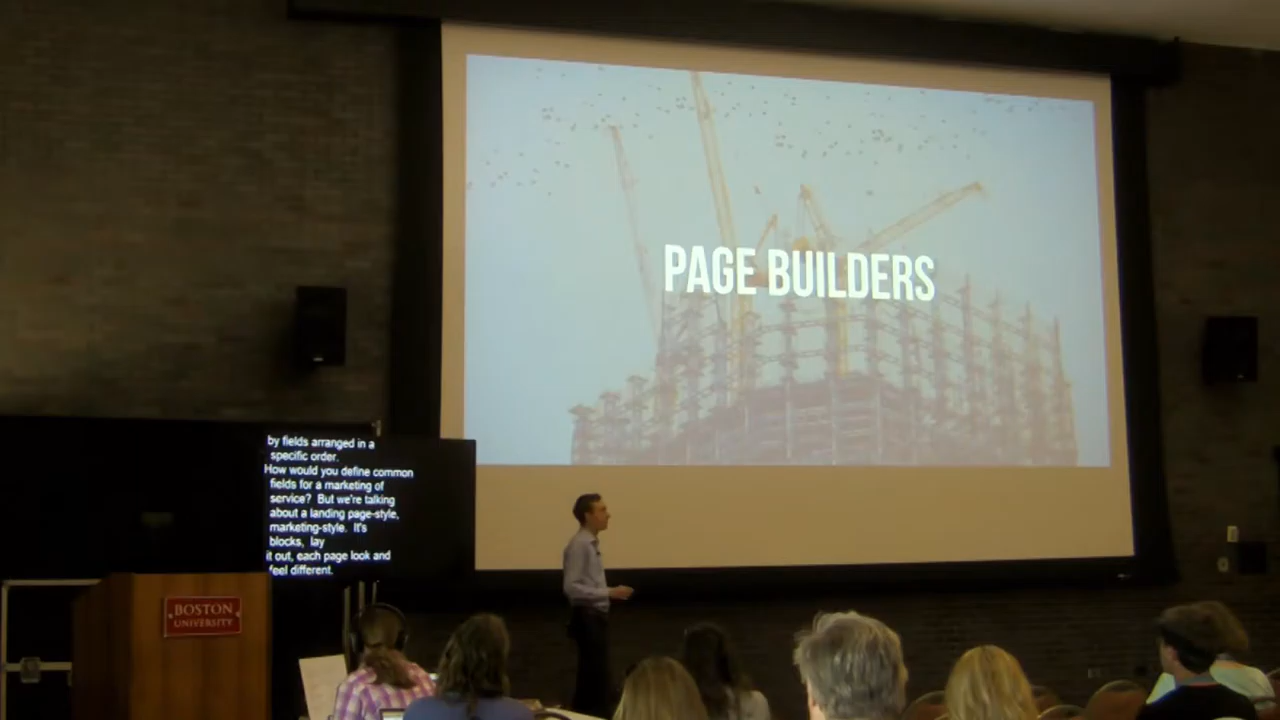 PAGE BUILDERS
by fields arranged in a
specific order.
How would you define common
fields for a marketing of
service? But we're talking
about a landing page-style,
marketing-style. It's
blocks, lay
it out, each page look and
feel different.
BOSTON
UNIVERSITY